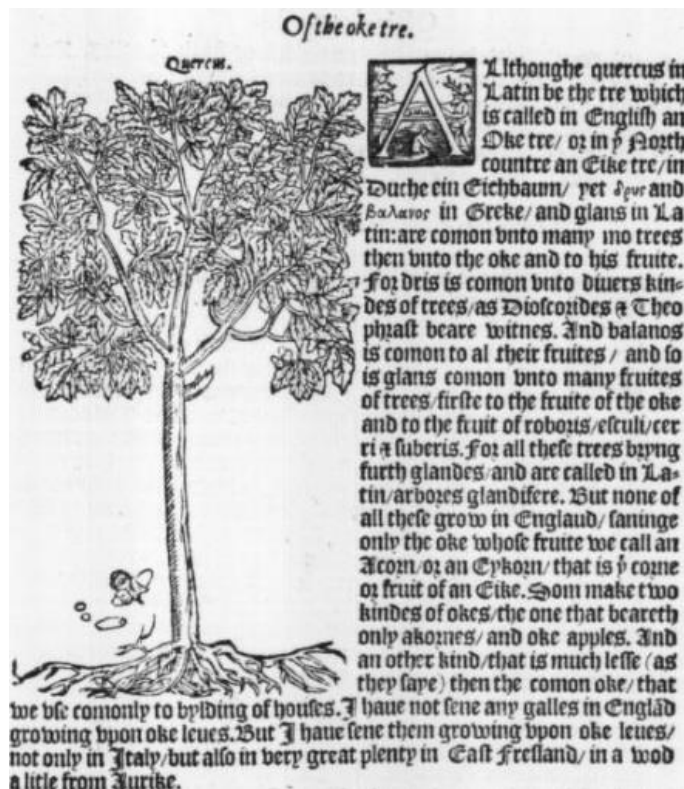 Of the oke tre.
Quercus.
ALlthoughe quercus in
Latin be the tre which
is called in English an
Oke tre/ or in þͤ North
countre an Eike tre/in
Duche ein Eichbaum/ yet δρυς and
βαλανος in Greke/ and glans in La
tin: are comon vnto many mo trees
then vnto the oke and to his fruite.
For dris is comon vnto diuers kin⸗
des of trees/as Dioscorides & Theo
phrast beare witnes. And balanos
is comon to al their fruites / and so
is glans comon vnto many fruites
of trees/firste to the fruite of the oke
and to the fruit of roboris/esculi/cer
ri & suberis. For all these trees bryng
furth glandes/and are called in La⸗
tin/arbores glandifere. But none of
all these grow in Englaud/ sauinge
only the oke whose fruite we call an
Acorn/or an Eykorn/ that is þͤ corne
or fruit of an Eike. Som make two
kindes of okes/the one that beareth
only akornes/ and oke apples. And
an other kind/that is much lesse (as
they saye) then the comon oke/ that
we vse comonly to bylding of houses. I haue not sene any galles in Englãd
growing vpon oke leues. But I haue sene them growing vpon oke leues/
not only in Italy/but also in very great plenty in East Fresland/ in a wod
a litle from Aurike.